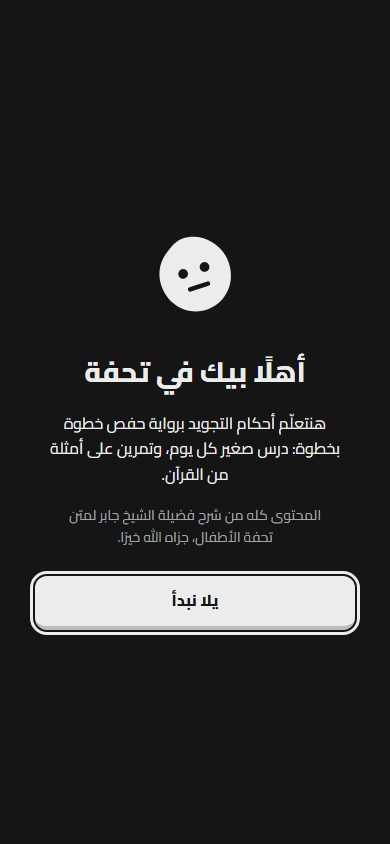 أهلًا بيك في تحفة
هنتعلّم أحكام التجويد برواية حفص خطوة
بخطوة: درس صغير كل يوم، وتمرين على أمثلة
من القرآن.
المحتوى كله من شرح فضيلة الشيخ جابر لمتن
تحفة الأطفال، جزاه الله خيرًا.
يلا نبدأ